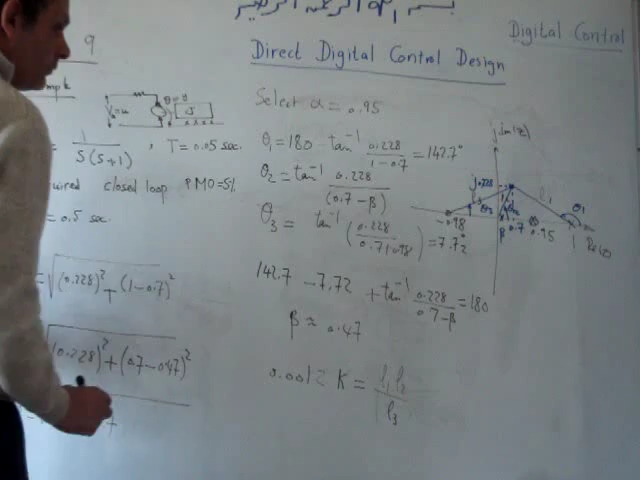 بسم الله الرحمن الرحيم
Digital Control
9
Direct Digital Control Design
Select α = 0.95
1/S(S+1), T = 0.05 sec.
closed loop PMO=5%
= 0.5 sec
θ1 = 180 - tan⁻¹ 0.228/(1-0.7) = 142.7°
θ2 = tan⁻¹ 0.228/(0.7-β)
θ3 = tan⁻¹ (0.228/(0.7+0.98)) = 7.72°
142.7 - 7.72 + tan⁻¹ 0.228/(0.7-β) = 180
β ≈ 0.47
0.0012 K = l1 l2/l3
= √((0.228)² + (1-0.7)²)
√((0.228)² + (0.7-0.47)²)
Im(z)
j0.228
l1
θ1
-0.98
β
0.7
0.95
1
Re(z)